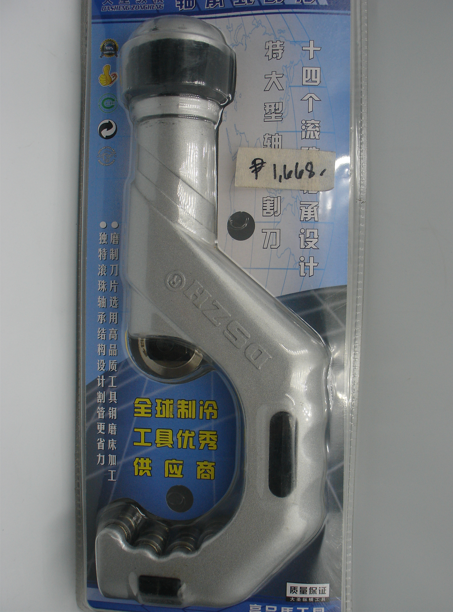 十四个滚
承设计
特大型轴
割刀
₱ 1,668.
DSZH®
磨制刀片选用高品质工具钢磨床加工
独特滚珠轴承结构设计割管更省力
全球制冷
工具优秀
供应商
质量保证